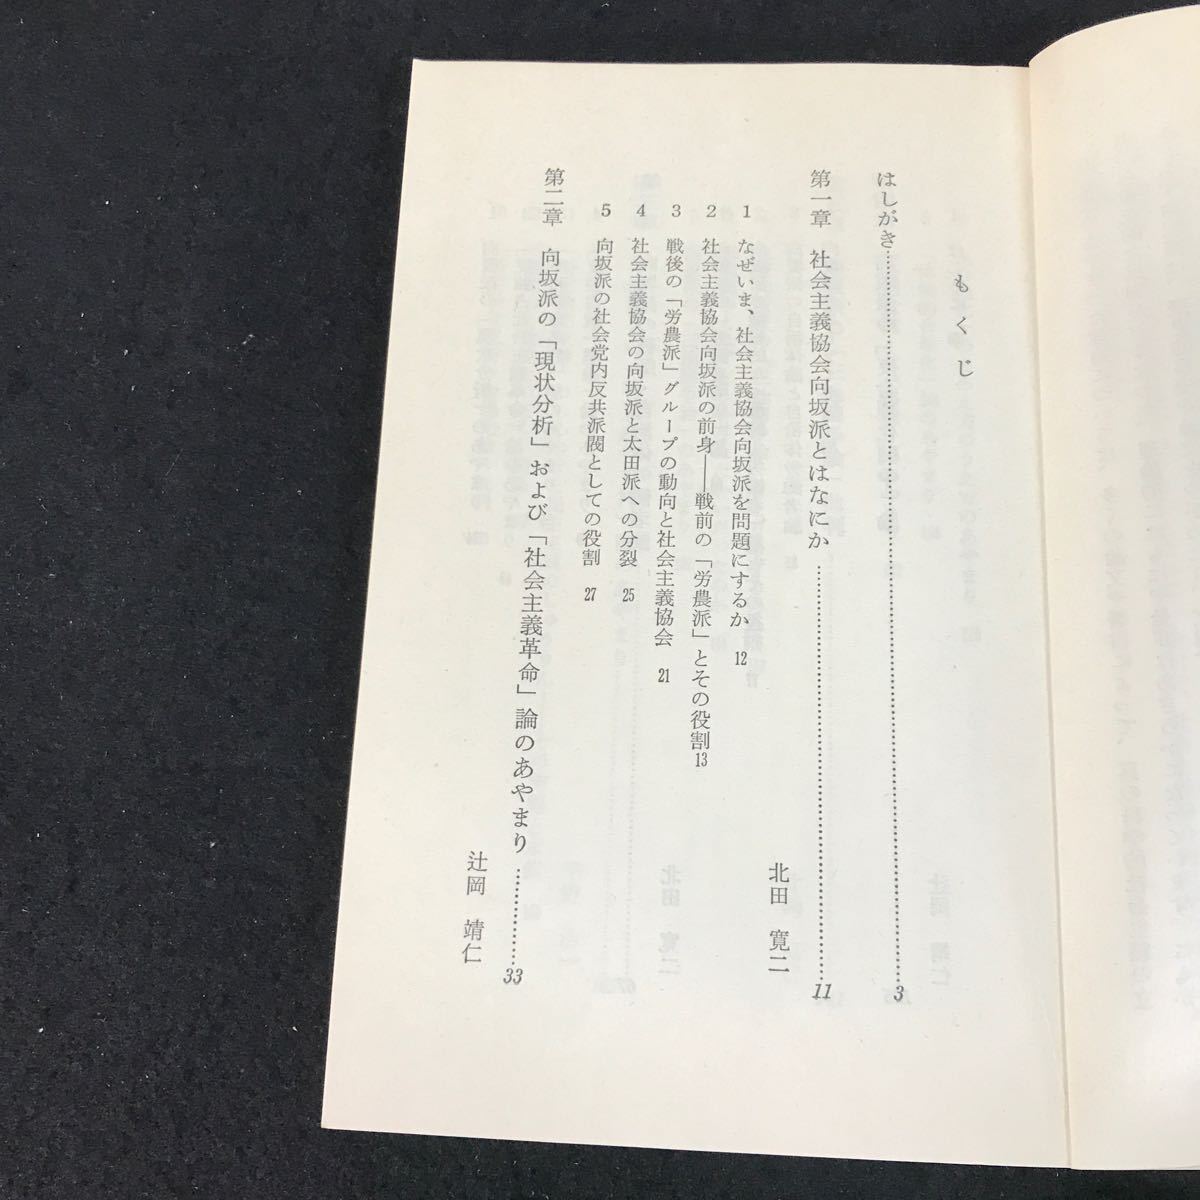 もくじ
はしがき……………………………………3
第一章　社会主義協会向坂派とはなにか……………………11
北田　寛二
1　なぜいま、社会主義協会向坂派を問題にするか　12
2　社会主義協会向坂派の前身――戦前の「労農派」とその役割　13
3　戦後の「労農派」グループの動向と社会主義協会　21
4　社会主義協会の向坂派と太田派への分裂　25
5　向坂派の社会党内反共派閥としての役割　27
第二章　向坂派の「現状分析」および「社会主義革命」論のあやまり…………33
辻岡　靖仁